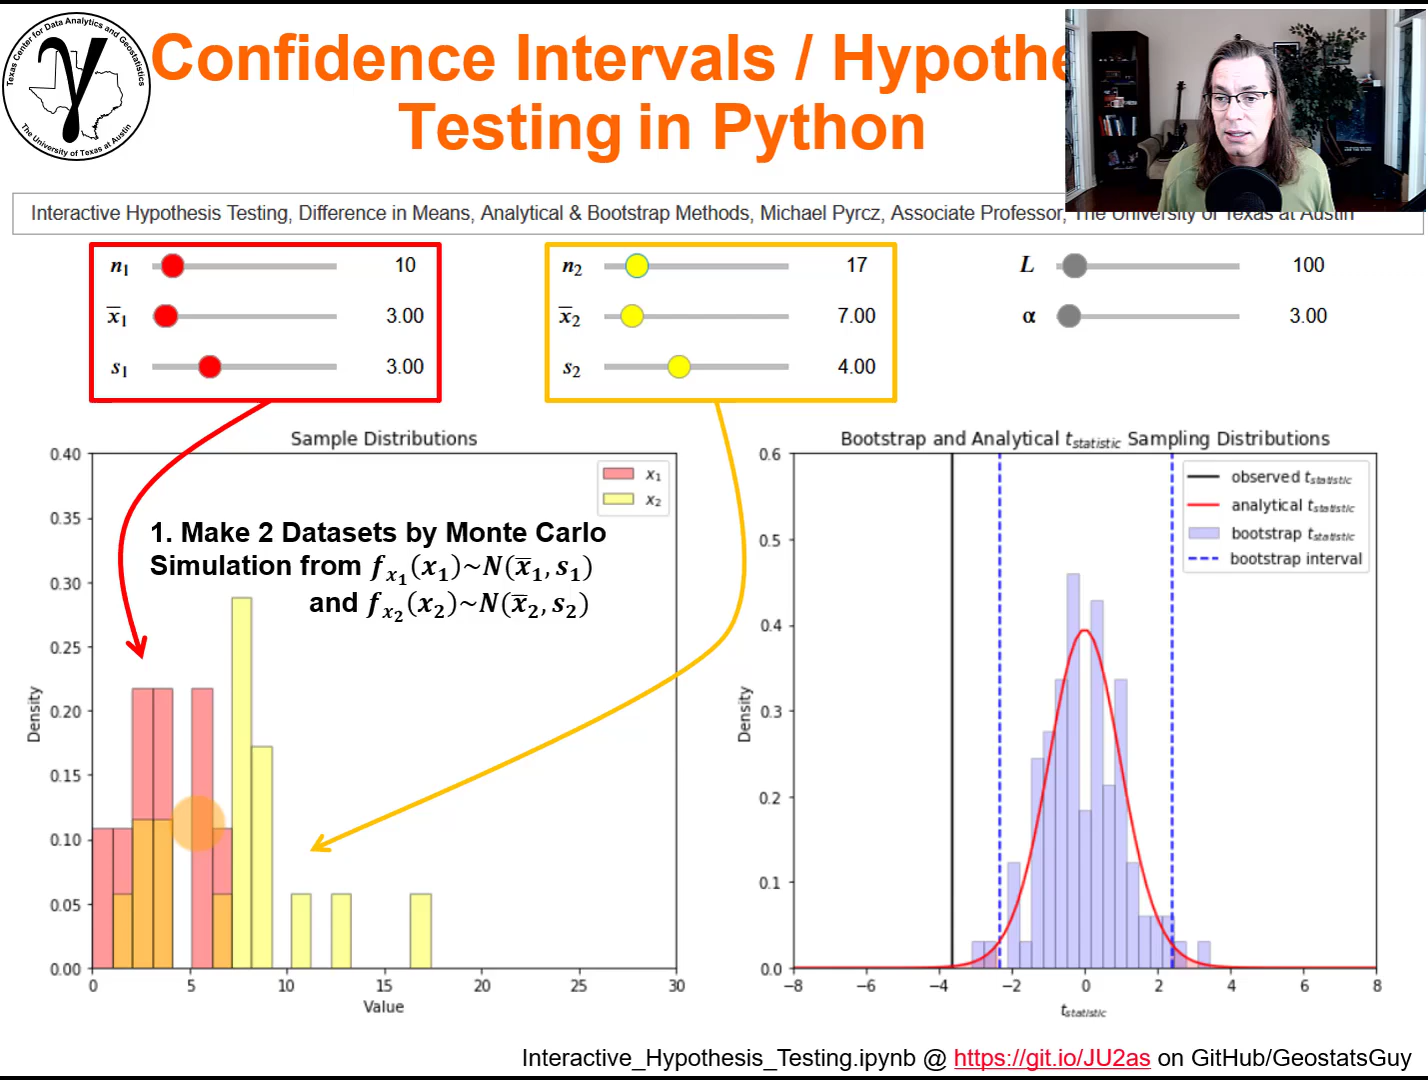 Texas Center for Data Analytics and Geostatistics
The University of Texas at Austin
Confidence Intervals / Hypothe
Testing in Python
Interactive Hypothesis Testing, Difference in Means, Analytical & Bootstrap Methods, Michael Pyrcz, Associate Professor, The University of Texas at Austin
n₁ 10
x̅₁ 3.00
s₁ 3.00
n₂ 17
x̅₂ 7.00
s₂ 4.00
L 100
α 3.00
Sample Distributions
x₁
x₂
1. Make 2 Datasets by Monte Carlo
Simulation from fₓ₁(x₁)~N(x̅₁, s₁)
and fₓ₂(x₂)~N(x̅₂, s₂)
0.40
0.35
0.30
0.25
0.20
0.15
0.10
0.05
0.00
Density
0 5 10 15 20 25 30
Value
Bootstrap and Analytical t_statistic Sampling Distributions
observed t_statistic
analytical t_statistic
bootstrap t_statistic
bootstrap interval
0.6
0.5
0.4
0.3
0.2
0.1
0.0
Density
−8 −6 −4 −2 0 2 4 6 8
t_statistic
Interactive_Hypothesis_Testing.ipynb @ https://git.io/JU2as on GitHub/GeostatsGuy